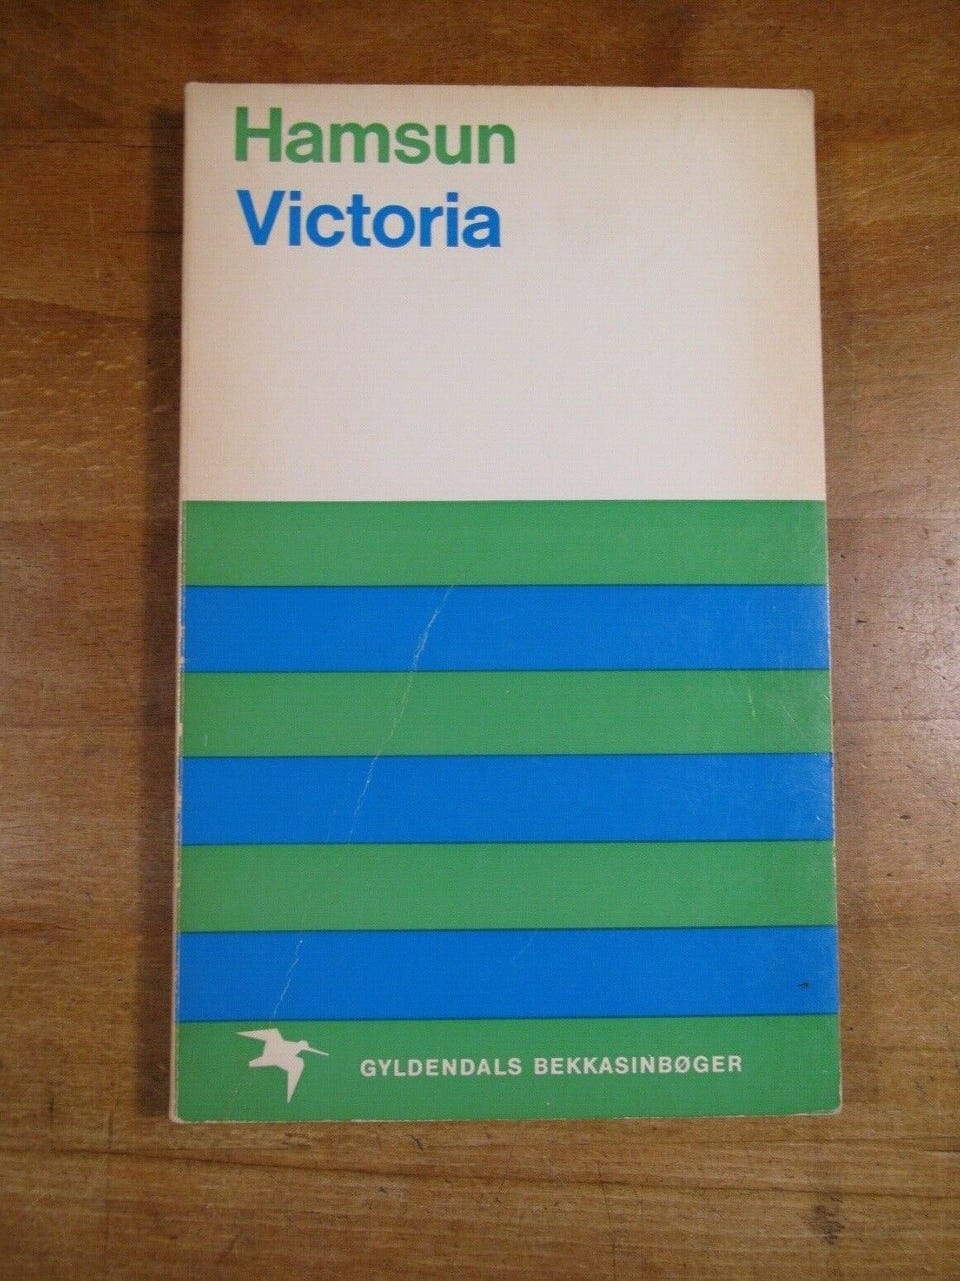 Hamsun
Victoria
GYLDENDALS BEKKASINBØGER